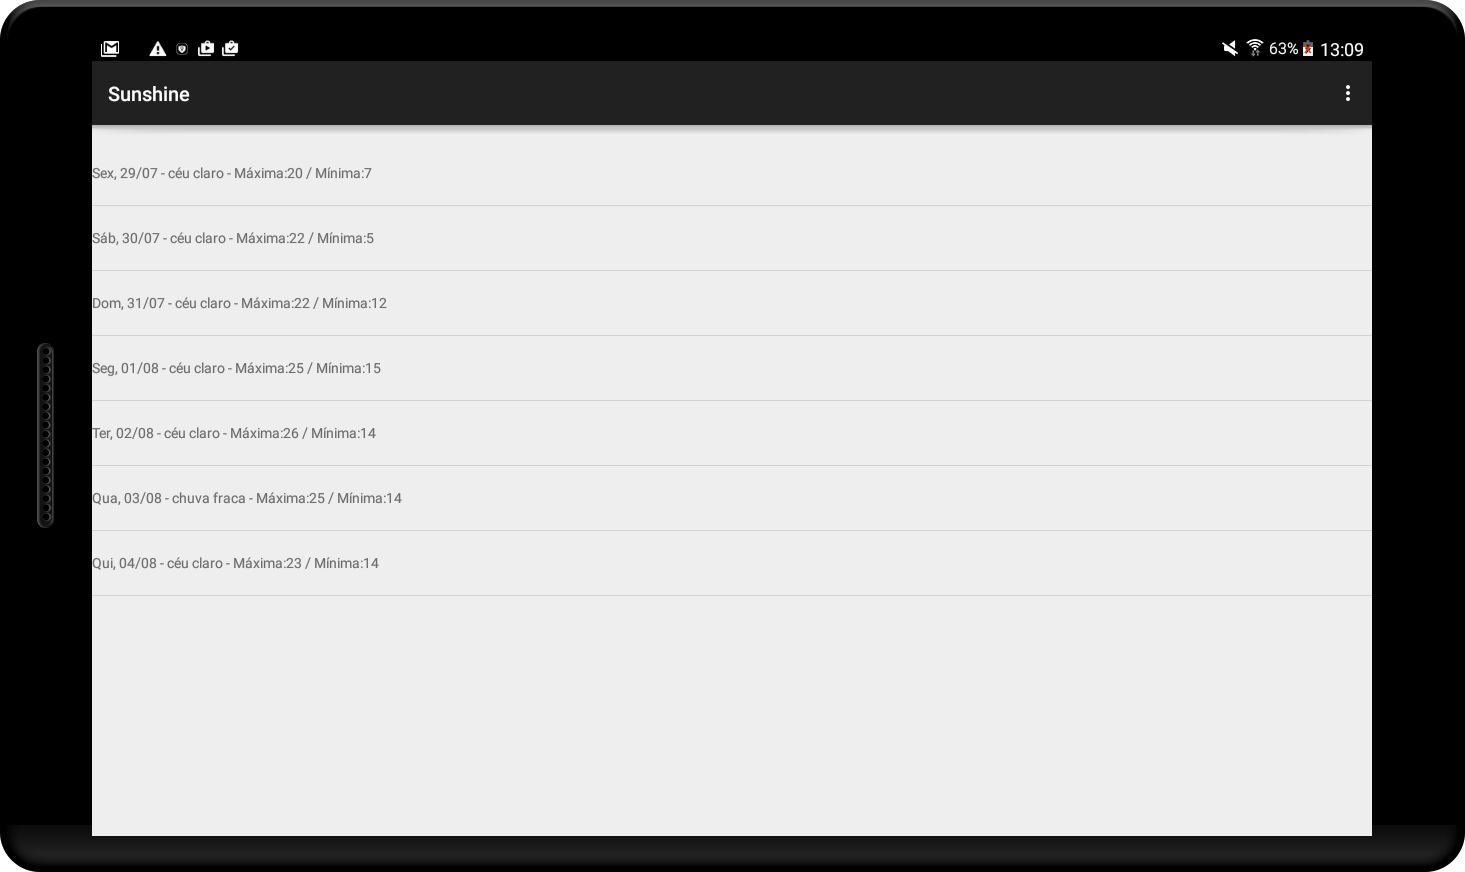 63% 13:09
Sunshine
Sex, 29/07 - céu claro - Máxima:20 / Mínima:7
Sáb, 30/07 - céu claro - Máxima:22 / Mínima:5
Dom, 31/07 - céu claro - Máxima:22 / Mínima:12
Seg, 01/08 - céu claro - Máxima:25 / Mínima:15
Ter, 02/08 - céu claro - Máxima:26 / Mínima:14
Qua, 03/08 - chuva fraca - Máxima:25 / Mínima:14
Qui, 04/08 - céu claro - Máxima:23 / Mínima:14